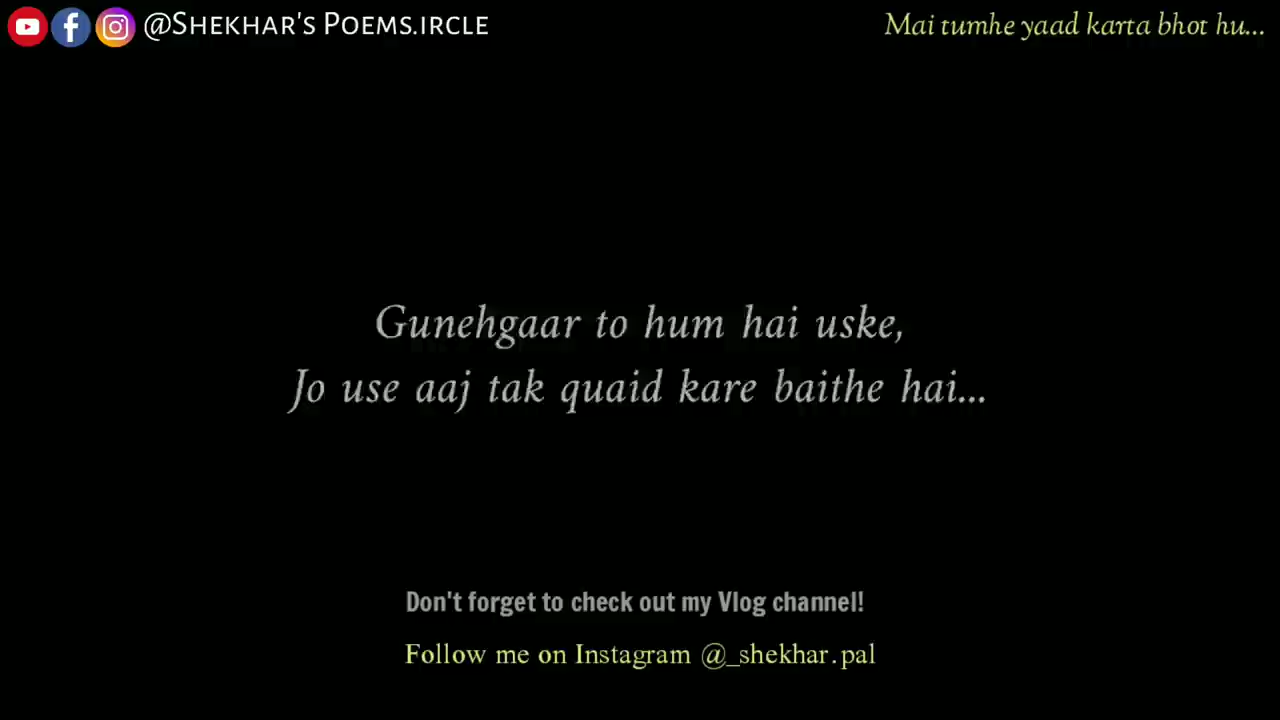 @Shekhar's Poems.ircle
Mai tumhe yaad karta bhot hu...
Gunehgaar to hum hai uske,
Jo use aaj tak quaid kare baithe hai...
Don't forget to check out my Vlog channel!
Follow me on Instagram @_shekhar.pal